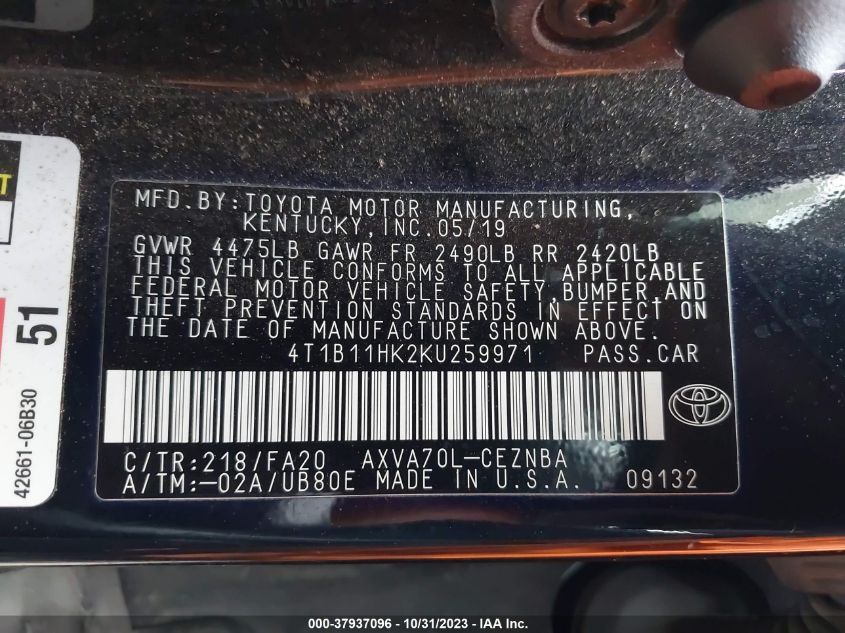 MFD.BY:TOYOTA MOTOR MANUFACTURING,
KENTUCKY, INC.05/19
GVWR 4475LB GAWR FR 2490LB RR 2420LB
THIS VEHICLE CONFORMS TO ALL APPLICABLE
FEDERAL MOTOR VEHICLE SAFETY,BUMPER,AND
THEFT PREVENTION STANDARDS IN EFFECT ON
THE DATE OF MANUFACTURE SHOWN ABOVE.
4T1B11HK2KU259971 PASS.CAR
C/TR:218/FA20 AXVA70L-CEZNBA
A/TM:-02A/UB80E MADE IN U.S.A. 09132
T
51
42661-06B30
000-37937096 - 10/31/2023 - IAA Inc.